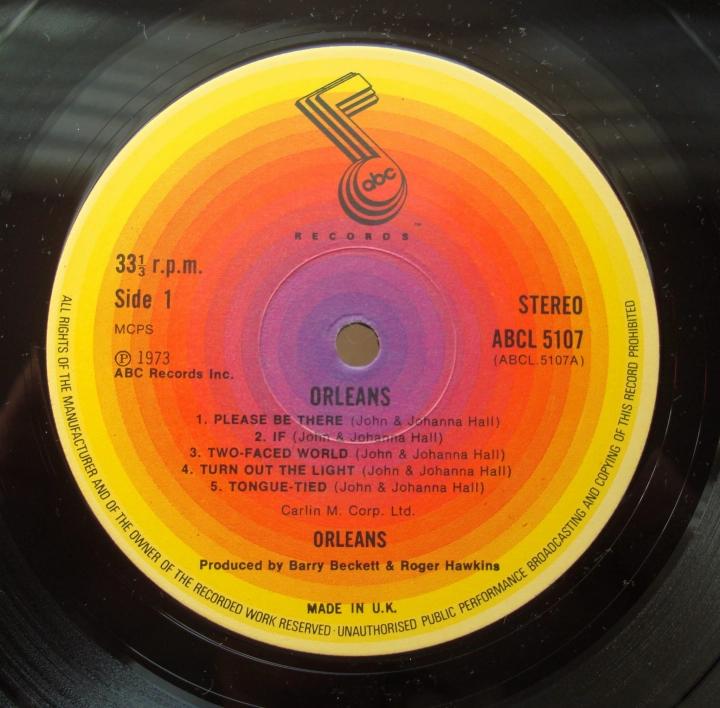 abc
RECORDS™
33⅓ r.p.m.
Side 1
MCPS
℗ 1973
ABC Records Inc.
STEREO
ABCL 5107
(ABCL.5107A)
ORLEANS
1. PLEASE BE THERE (John & Johanna Hall)
2. IF (John & Johanna Hall)
3. TWO-FACED WORLD (John & Johanna Hall)
4. TURN OUT THE LIGHT (John & Johanna Hall)
5. TONGUE-TIED (John & Johanna Hall)
Carlin M. Corp. Ltd.
ORLEANS
Produced by Barry Beckett & Roger Hawkins
MADE IN U.K.
ALL RIGHTS OF THE MANUFACTURER AND OF THE OWNER OF THE RECORDED WORK RESERVED · UNAUTHORISED PUBLIC PERFORMANCE BROADCASTING AND COPYING OF THIS RECORD PROHIBITED